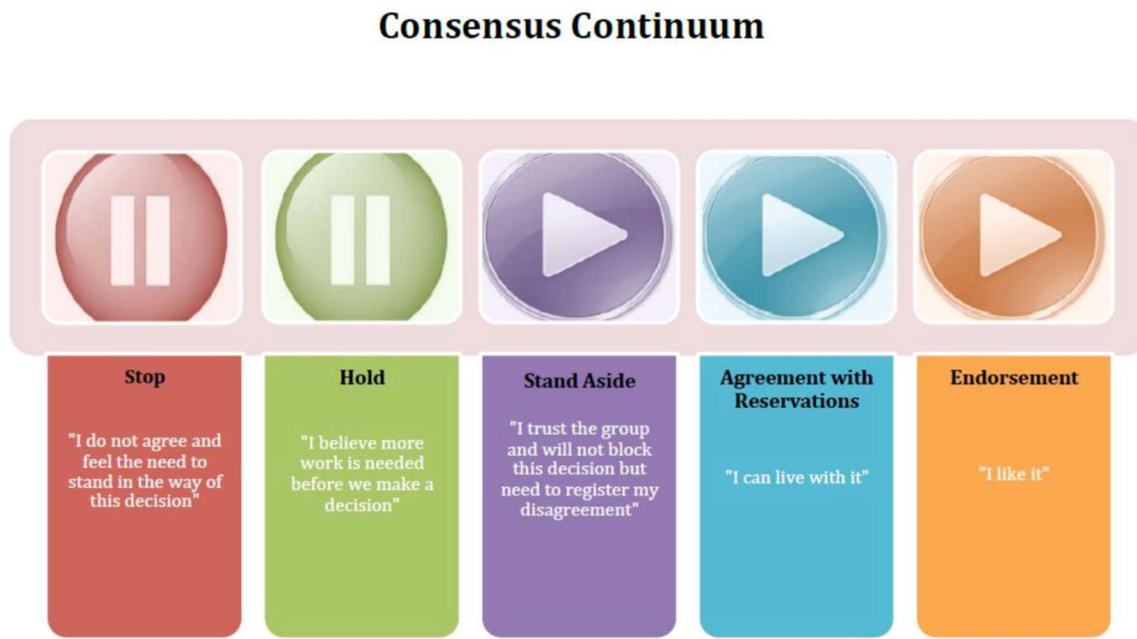 Consensus Continuum
Stop
"I do not agree and
feel the need to
stand in the way of
this decision"
Hold
"I believe more
work is needed
before we make a
decision"
Stand Aside
"I trust the group
and will not block
this decision but
need to register my
disagreement"
Agreement with
Reservations
"I can live with it"
Endorsement
"I like it"